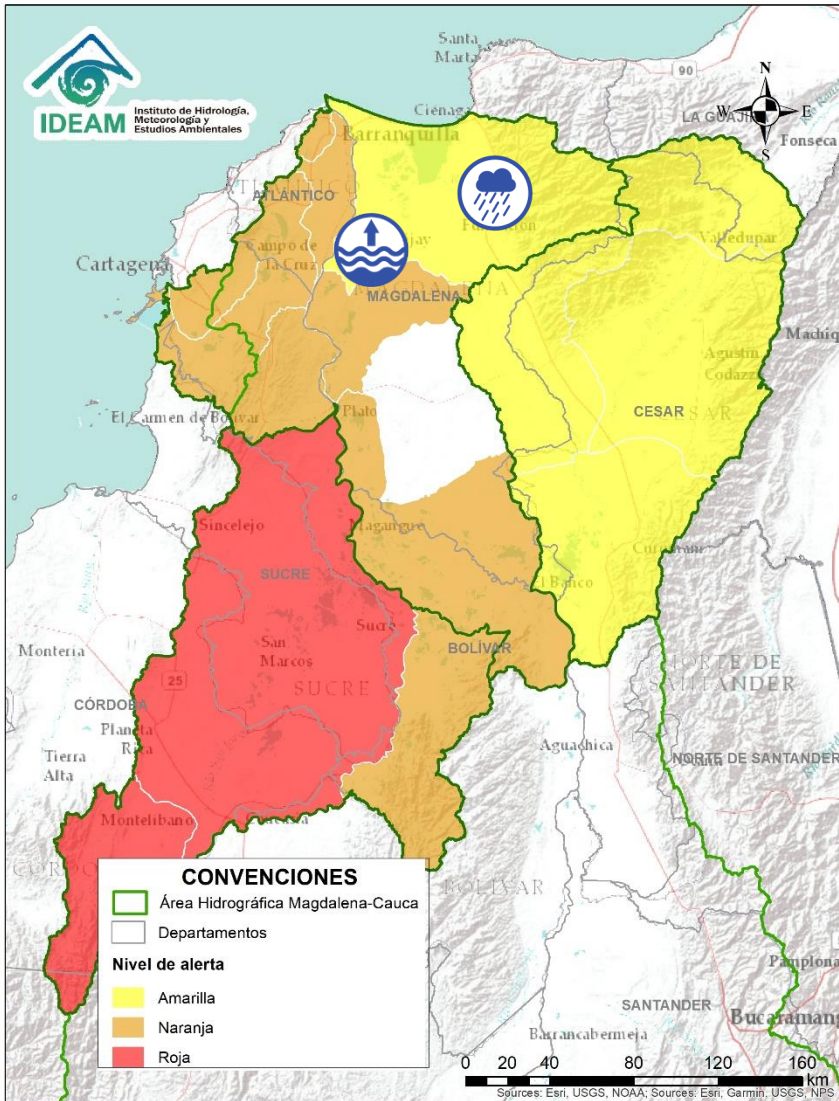 IDEAM
Instituto de Hidrología,
Meteorología y
Estudios Ambientales
Santa
Marta
90
N
W
E
S
Ciénaga
LA GUAJIRA
Fonseca
Barranquilla
ATLÁNTICO
Valledupar
Campo de
la Cruz
Cartagena
MAGDALENA
Agustín
Codazzi
CESAR
El Carmen de Bolívar
Plato
Sincelejo
Magangué
SUCRE
El Banco
Sucre
Montería
San
Marcos
BOLÍVAR
SUCRE
NORTE DE
SANTANDER
25
CÓRDOBA
Planeta
Rica
Tierra
Alta
Aguachica
NORTE DE SANTANDER
Montelíbano
BOLÍVAR
CONVENCIONES
Área Hidrográfica Magdalena-Cauca
Departamentos
Nivel de alerta
Amarilla
Naranja
Roja
Pamplona
SANTANDER
Bucaramang
Barrancabermeja
0 20 40 80 120 160
km
Sources: Esri, USGS, NOAA; Sources: Esri, Garmin, USGS, NPS